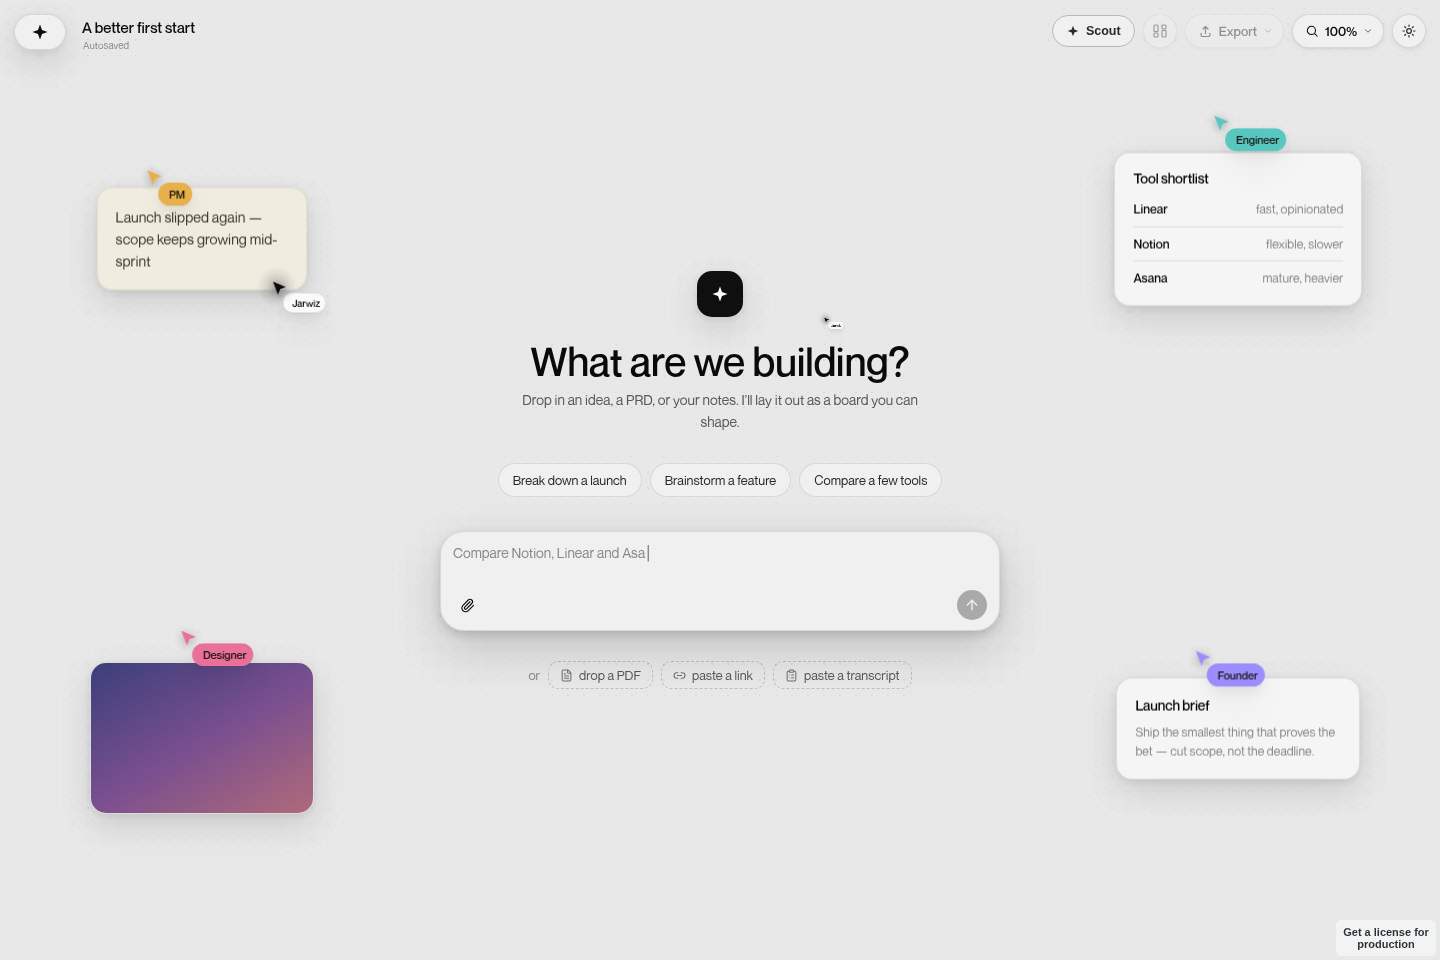 A better first start
Autosaved
Scout
Export
100%
PM
Launch slipped again —
scope keeps growing mid-
sprint
Jarwiz
Engineer
Tool shortlist
Linear fast, opinionated
Notion flexible, slower
Asana mature, heavier
What are we building?
Drop in an idea, a PRD, or your notes. I'll lay it out as a board you can
shape.
Break down a launch
Brainstorm a feature
Compare a few tools
Compare Notion, Linear and Asa
or
drop a PDF
paste a link
paste a transcript
Designer
Founder
Launch brief
Ship the smallest thing that proves the
bet — cut scope, not the deadline.
Get a license for
production